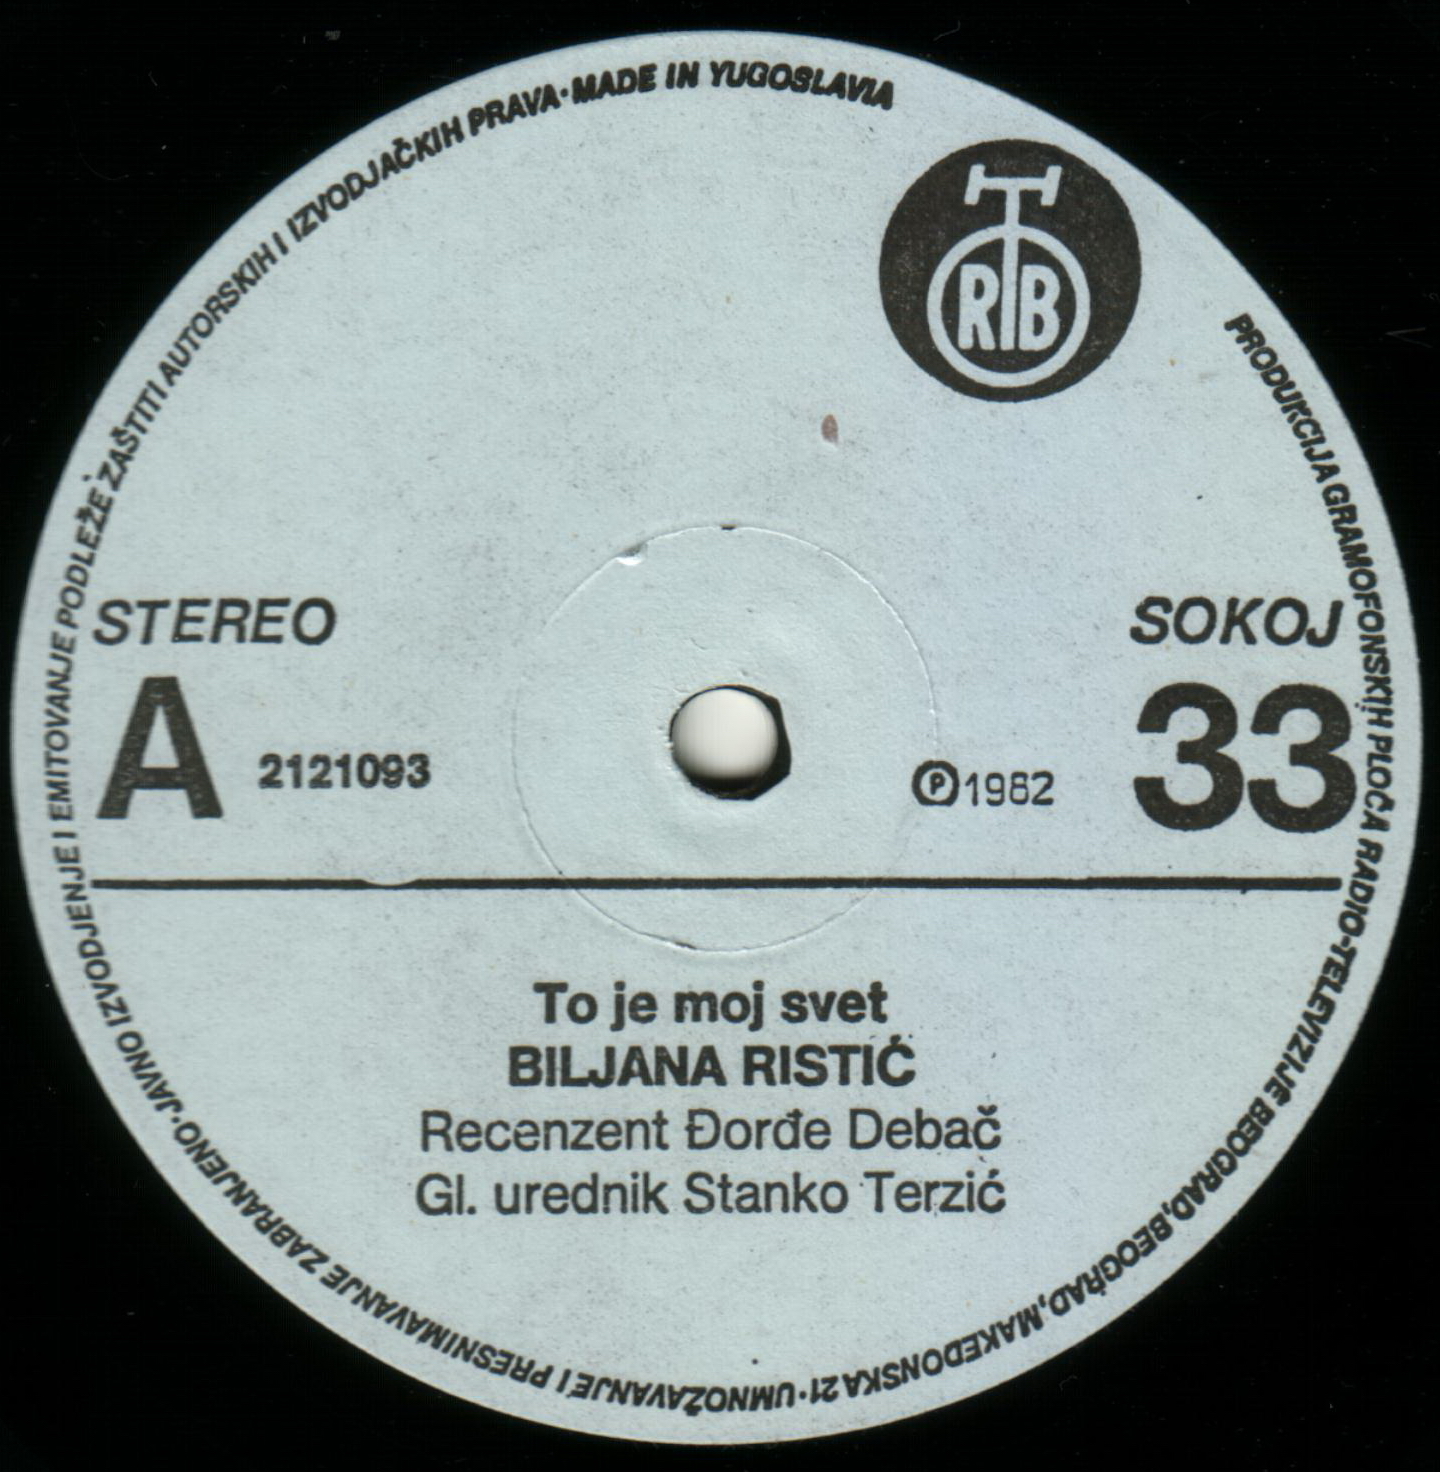 PRODUKCIJA GRAMOFONSKIH PLOČA RADIO-TELEVIZIJE BEOGRAD, BEOGRAD, MAKEDONSKA 21 · UMNOŽAVANJE I PRESNIMAVANJE ZABRANJENO · JAVNO IZVODJENJE I EMITOVANJE PODLEŽE ZAŠTITI AUTORSKIH I IZVODJAČKIH PRAVA · MADE IN YUGOSLAVIA
RTB
STEREO
SOKOJ
A
2121093
℗1982
33
To je moj svet
BILJANA RISTIĆ
Recenzent Đorđe Debač
Gl. urednik Stanko Terzić